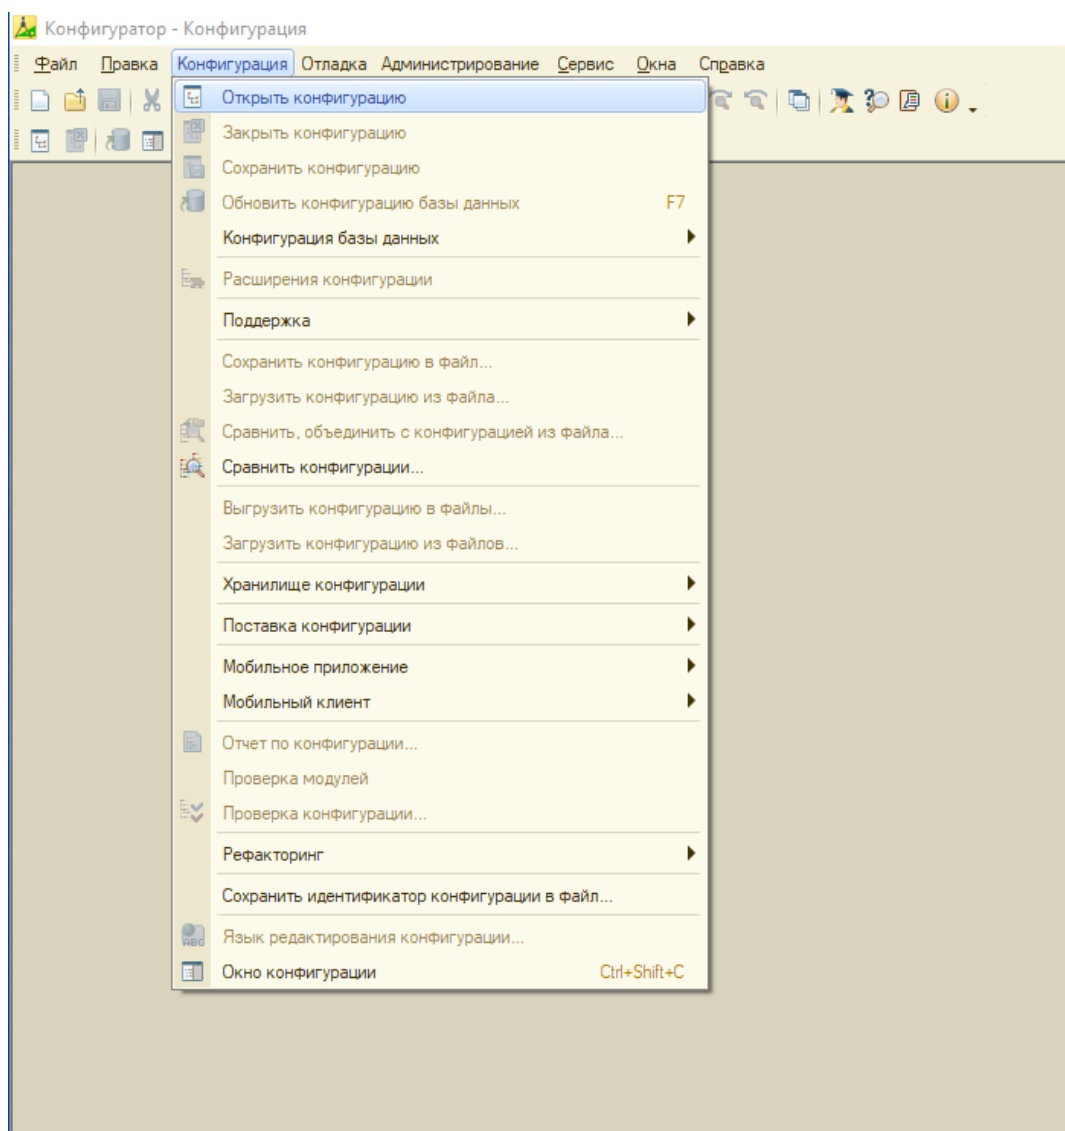 Конфигуратор - Конфигурация
Файл Правка Конфигурация Отладка Администрирование Сервис Окна Справка
Открыть конфигурацию
Закрыть конфигурацию
Сохранить конфигурацию
Обновить конфигурацию базы данных F7
Конфигурация базы данных
Расширения конфигурации
Поддержка
Сохранить конфигурацию в файл...
Загрузить конфигурацию из файла...
Сравнить, объединить с конфигурацией из файла...
Сравнить конфигурации...
Выгрузить конфигурацию в файлы...
Загрузить конфигурацию из файлов...
Хранилище конфигурации
Поставка конфигурации
Мобильное приложение
Мобильный клиент
Отчет по конфигурации...
Проверка модулей
Проверка конфигурации...
Рефакторинг
Сохранить идентификатор конфигурации в файл...
Язык редактирования конфигурации...
Окно конфигурации Ctrl+Shift+C